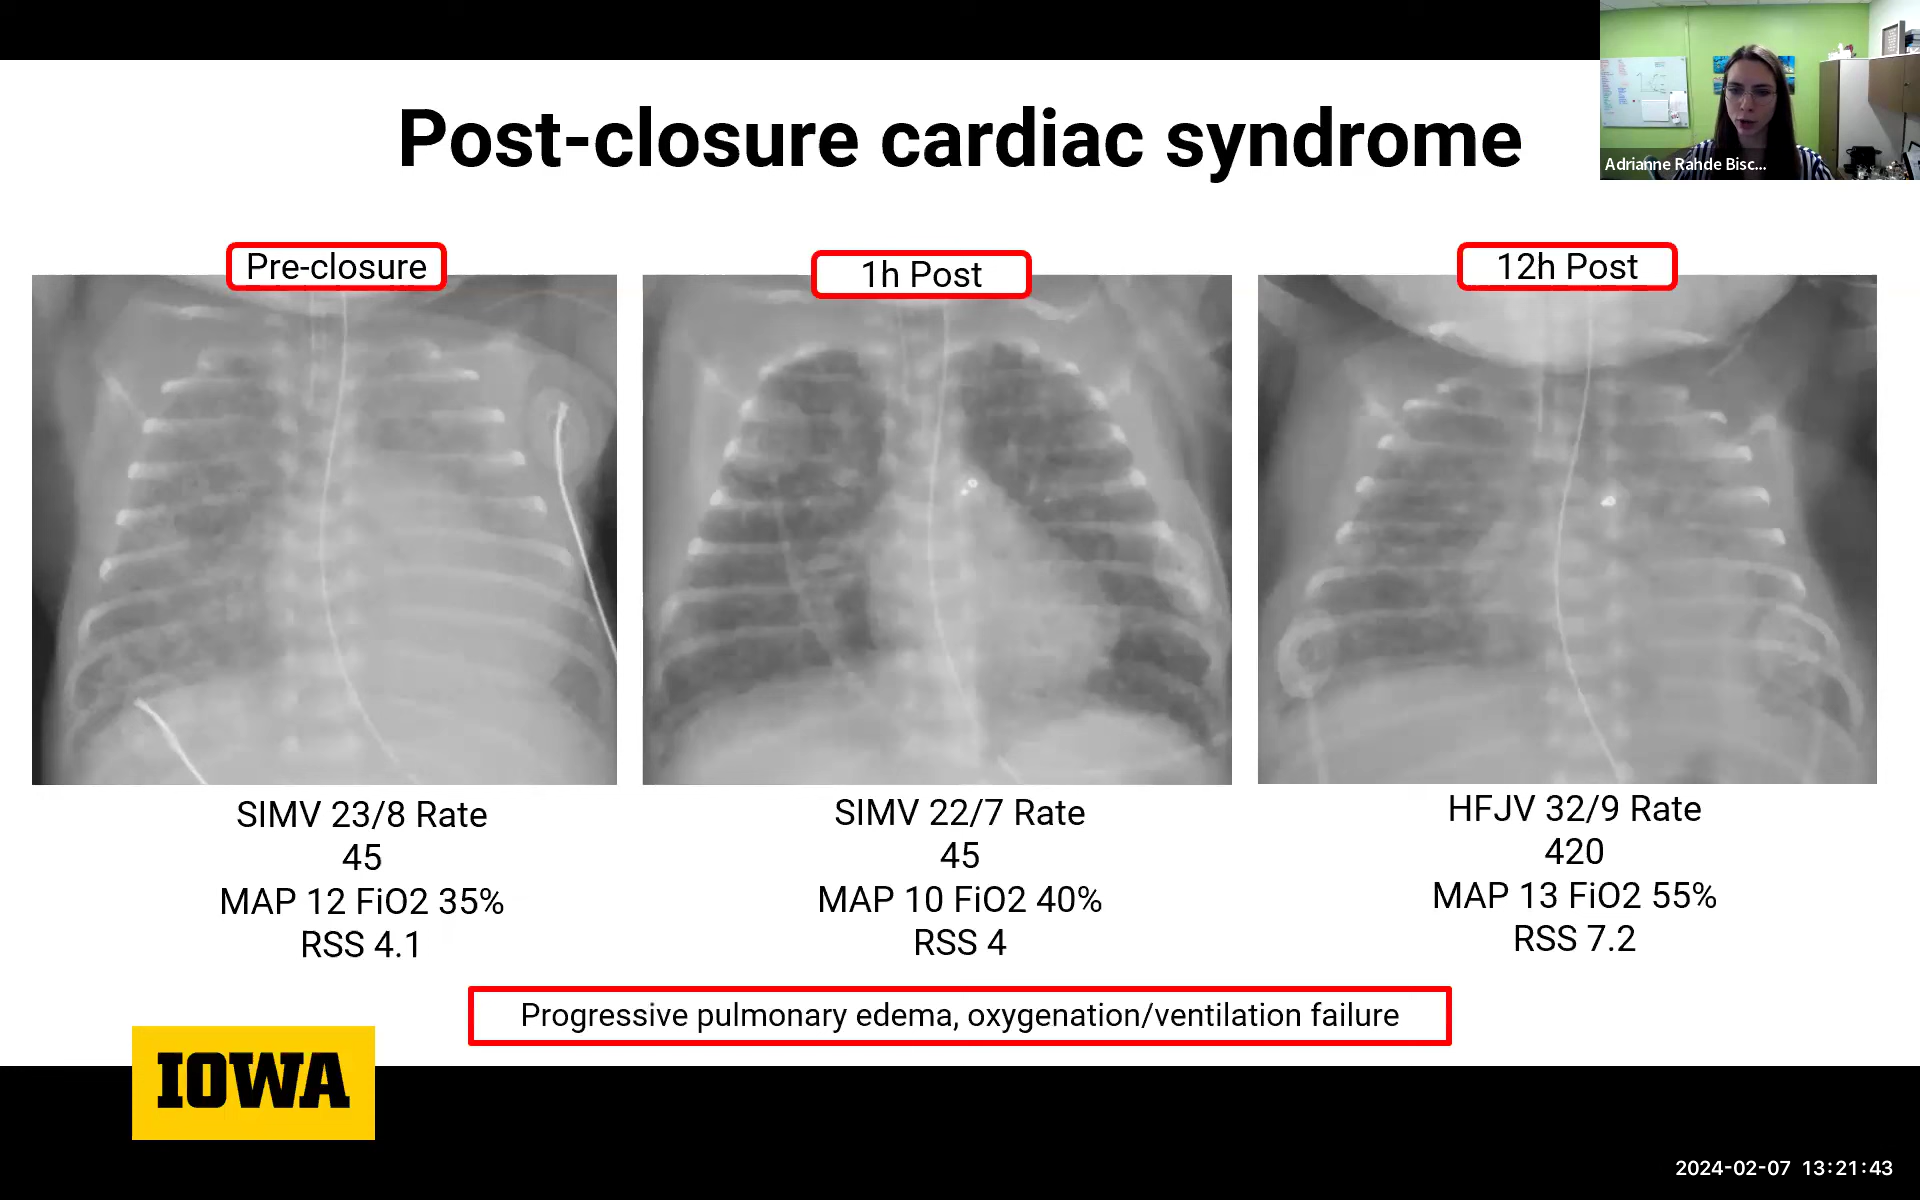 Post-closure cardiac syndrome
Adrianne Rahde Bisc...
Pre-closure
1h Post
12h Post
SIMV 23/8 Rate
45
MAP 12 FiO2 35%
RSS 4.1
SIMV 22/7 Rate
45
MAP 10 FiO2 40%
RSS 4
HFJV 32/9 Rate
420
MAP 13 FiO2 55%
RSS 7.2
Progressive pulmonary edema, oxygenation/ventilation failure
IOWA
2024-02-07 13:21:43